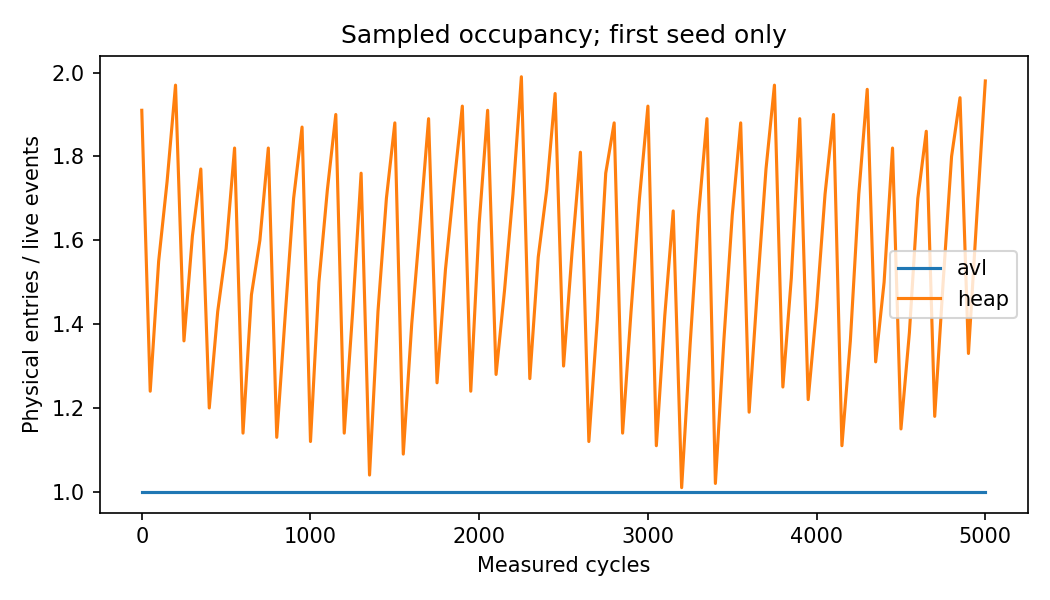 Sampled occupancy; first seed only
Physical entries / live events
2.0
1.8
1.6
1.4
1.2
1.0
avl
heap
0
1000
2000
3000
4000
5000
Measured cycles